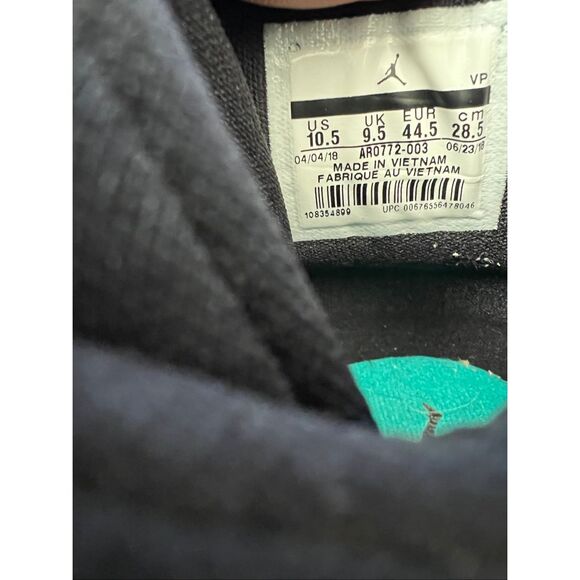 VP
US UK EUR cm
10.5 9.5 44.5 28.5
04/04/18 AR0772-003 06/23/18
MADE IN VIETNAM
FABRIQUE AU VIETNAM
108354899 UPC 00676556478046